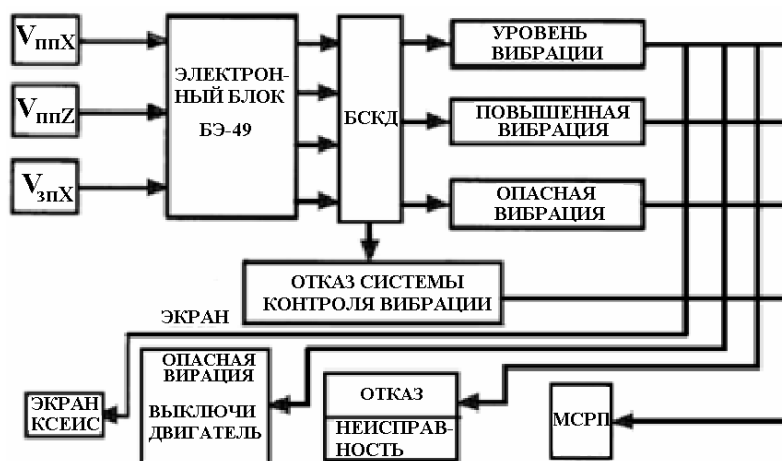 VппX
VппZ
VзпX
ЭЛЕКТРОН-
НЫЙ БЛОК
БЭ-49
БСКД
УРОВЕНЬ
ВИБРАЦИИ
ПОВЫШЕННАЯ
ВИБРАЦИЯ
ОПАСНАЯ
ВИБРАЦИЯ
ОТКАЗ СИСТЕМЫ
КОНТРОЛЯ ВИБРАЦИИ
ЭКРАН
ЭКРАН
КСЕИС
ОПАСНАЯ
ВИРАЦИЯ
ВЫКЛЮЧИ
ДВИГАТЕЛЬ
ОТКАЗ
НЕИСПРАВ-
НОСТЬ
МСРП